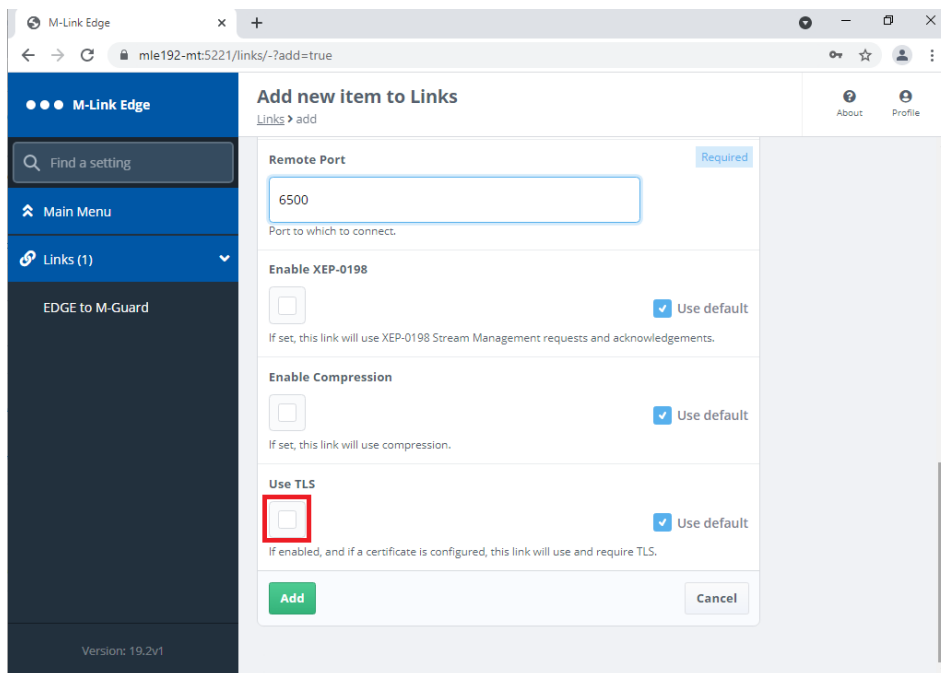 M-Link Edge
mle192-mt:5221/links/-?add=true
M-Link Edge
Add new item to Links
Links > add
About
Profile
Find a setting
Main Menu
Links (1)
EDGE to M-Guard
Version: 19.2v1
Remote Port
Required
6500
Port to which to connect.
Enable XEP-0198
Use default
If set, this link will use XEP-0198 Stream Management requests and acknowledgements.
Enable Compression
Use default
If set, this link will use compression.
Use TLS
Use default
If enabled, and if a certificate is configured, this link will use and require TLS.
Add
Cancel